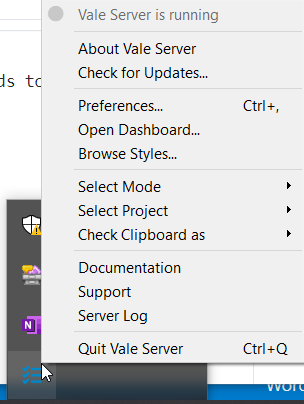 Vale Server is running
About Vale Server
Check for Updates...
ds to
Preferences... Ctrl+,
Open Dashboard...
Browse Styles...
Select Mode
Select Project
Check Clipboard as
Documentation
Support
Server Log
Quit Vale Server Ctrl+Q
N
Word